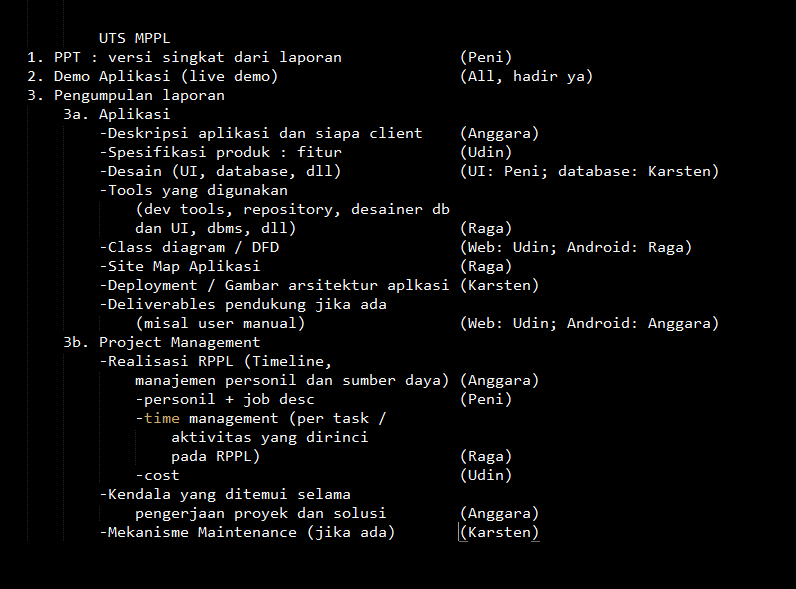 UTS MPPL
1. PPT : versi singkat dari laporan (Peni)
2. Demo Aplikasi (live demo) (All, hadir ya)
3. Pengumpulan laporan
3a. Aplikasi
-Deskripsi aplikasi dan siapa client (Anggara)
-Spesifikasi produk : fitur (Udin)
-Desain (UI, database, dll) (UI: Peni; database: Karsten)
-Tools yang digunakan
(dev tools, repository, desainer db
dan UI, dbms, dll) (Raga)
-Class diagram / DFD (Web: Udin; Android: Raga)
-Site Map Aplikasi (Raga)
-Deployment / Gambar arsitektur aplkasi (Karsten)
-Deliverables pendukung jika ada
(misal user manual) (Web: Udin; Android: Anggara)
3b. Project Management
-Realisasi RPPL (Timeline,
manajemen personil dan sumber daya) (Anggara)
-personil + job desc (Peni)
-time management (per task /
aktivitas yang dirinci
pada RPPL) (Raga)
-cost (Udin)
-Kendala yang ditemui selama
pengerjaan proyek dan solusi (Anggara)
-Mekanisme Maintenance (jika ada) (Karsten)